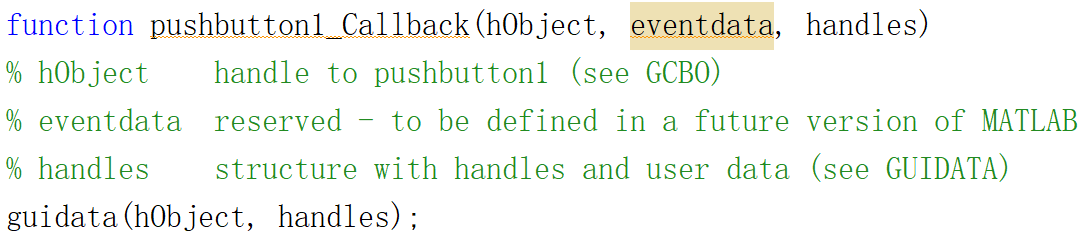 function pushbutton1_Callback(hObject, eventdata, handles)
% hObject    handle to pushbutton1 (see GCBO)
% eventdata  reserved - to be defined in a future version of MATLAB
% handles    structure with handles and user data (see GUIDATA)
guidata(hObject, handles);